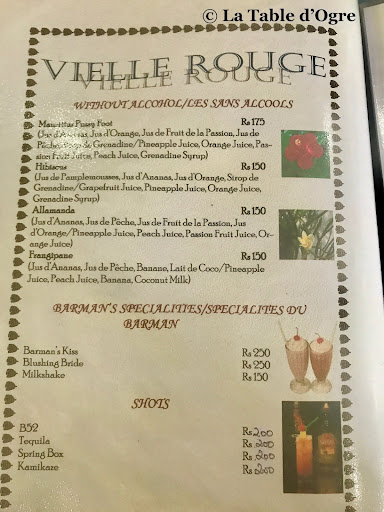 © La Table d'Ogre
VIELLE ROUGE
WITHOUT ALCOHOL/LES SANS ALCOOLS
Mauritius Pussy Foot Rs 175
(Jus d'Ananas, Jus d'Orange, Jus de Fruit de la Passion, Jus de
Pêche, Sirop de Grenadine/Pineapple Juice, Orange Juice, Pas-
sion Fruit Juice, Peach Juice, Grenadine Syrup)
Hibiscus Rs 150
(Jus de Pamplemousses, Jus d'Ananas, Jus d'Orange, Sirop de
Grenadine/Grapefruit Juice, Pineapple Juice, Orange Juice,
Grenadine Syrup)
Allamanda Rs 150
(Jus d'Ananas, Jus de Pêche, Jus de Fruit de la Passion, Jus
d'Orange/Pineapple Juice, Peach Juice, Passion Fruit Juice, Or-
ange Juice)
Frangipane Rs 150
(Jus d'Ananas, Jus de Pêche, Banane, Lait de Coco/Pineapple
Juice, Peach Juice, Banana, Coconut Milk)
BARMAN'S SPECIALITIES/SPECIALITES DU
BARMAN
Barman's Kiss Rs 250
Blushing Bride Rs 250
Milkshake Rs 150
SHOTS
B52 Rs 200
Tequila Rs 200
Spring Box Rs 200
Kamikaze Rs 200